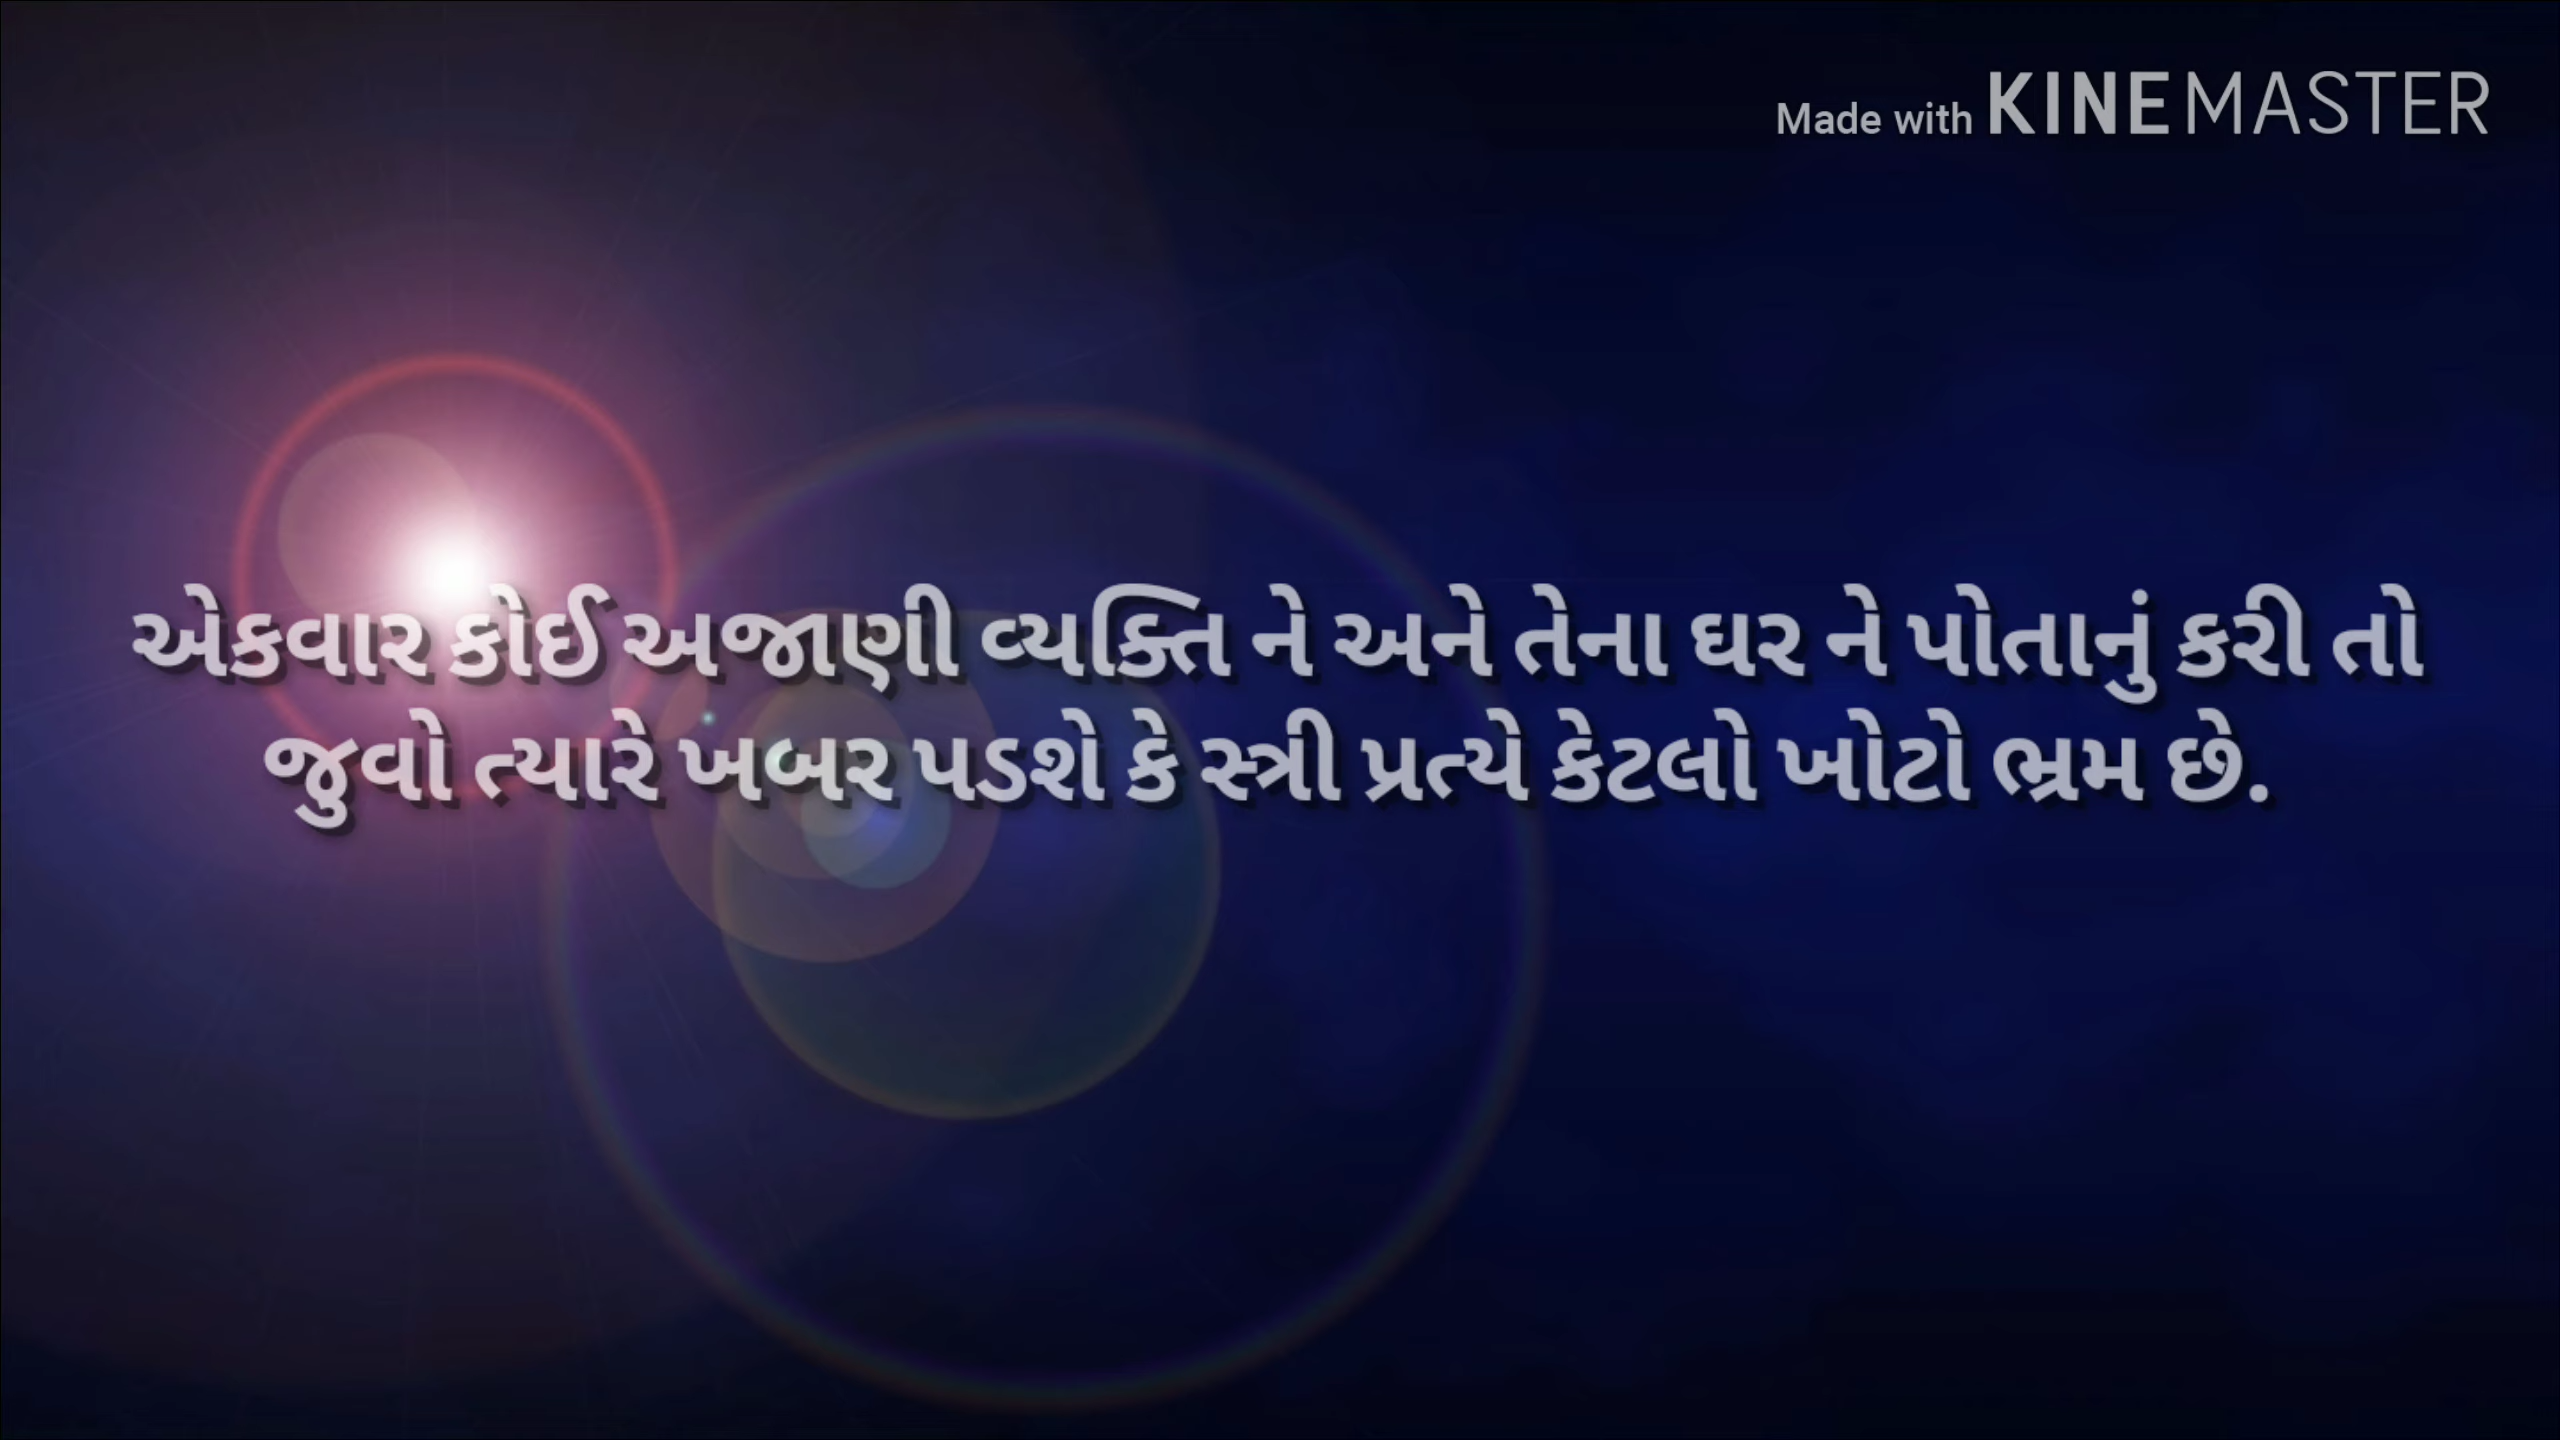 Made with KINEMASTER
એકવાર કોઈ અજાણી વ્યક્તિ ને અને તેના ઘર ને પોતાનું કરી તો
જુવો ત્યારે ખબર પડશે કે સ્ત્રી પ્રત્યે કેટલો ખોટો ભ્રમ છે.